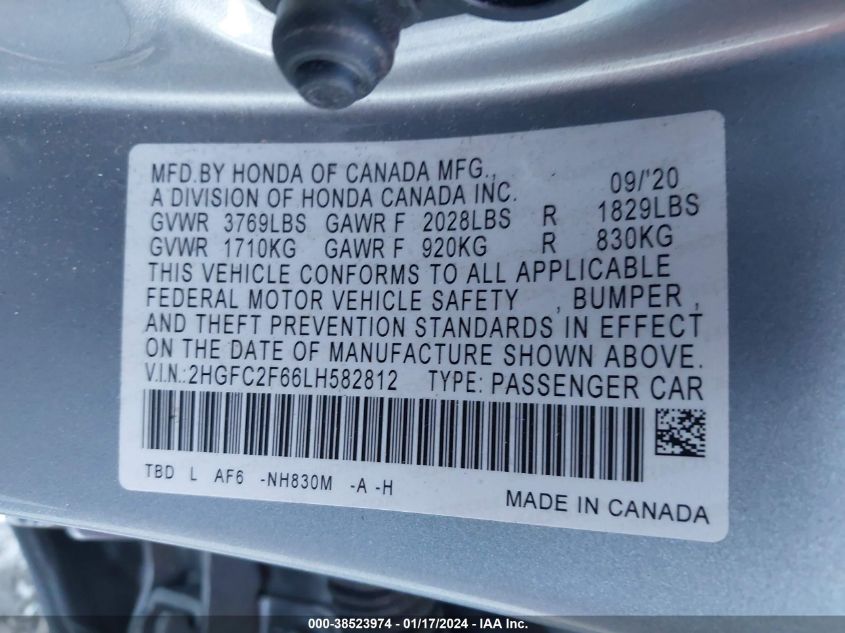 MFD.BY HONDA OF CANADA MFG., 09/'20
A DIVISION OF HONDA CANADA INC.
GVWR 3769LBS GAWR F 2028LBS R 1829LBS
GVWR 1710KG GAWR F 920KG R 830KG
THIS VEHICLE CONFORMS TO ALL APPLICABLE
FEDERAL MOTOR VEHICLE SAFETY , BUMPER ,
AND THEFT PREVENTION STANDARDS IN EFFECT
ON THE DATE OF MANUFACTURE SHOWN ABOVE.
V.I.N.:2HGFC2F66LH582812 TYPE: PASSENGER CAR
TBD L AF6 -NH830M -A -H
MADE IN CANADA
000-38523974 - 01/17/2024 - IAA Inc.